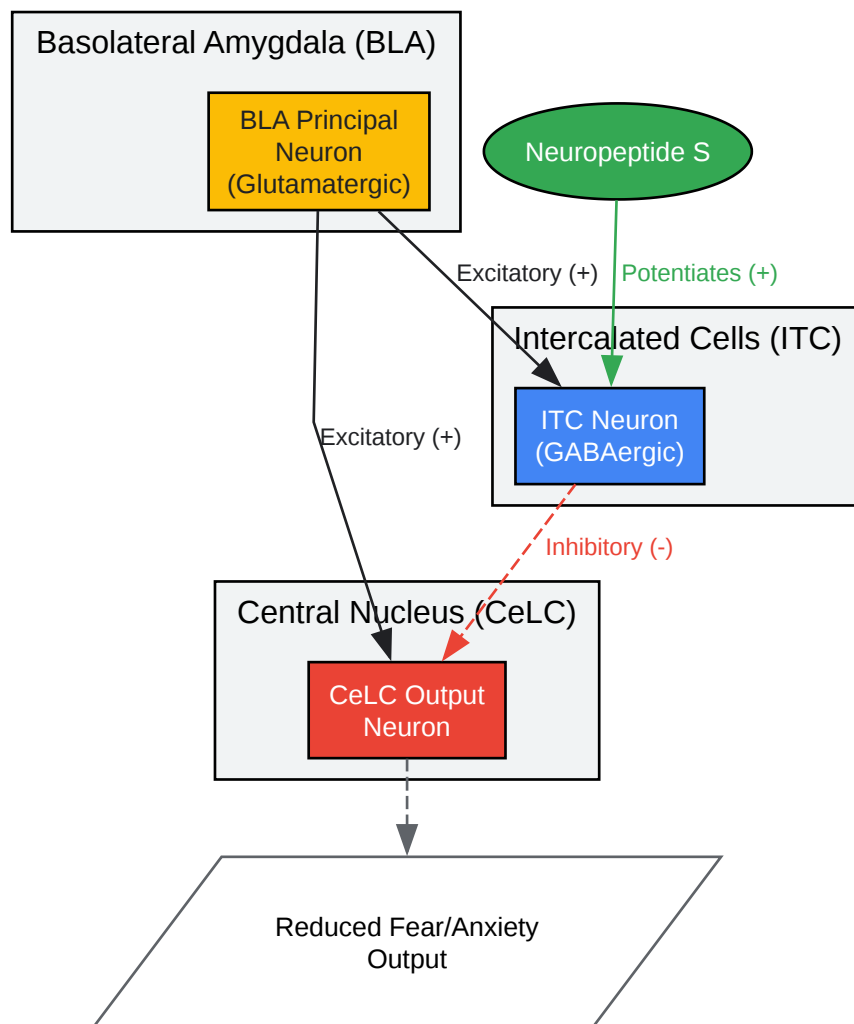 Basolateral Amygdala (BLA)
BLA Principal
Neuron
(Glutamatergic)
Neuropeptide S
Excitatory (+)
Potentiates (+)
Intercalated Cells (ITC)
ITC Neuron
(GABAergic)
Excitatory (+)
Inhibitory (-)
Central Nucleus (CeLC)
CeLC Output
Neuron
Reduced Fear/Anxiety
Output